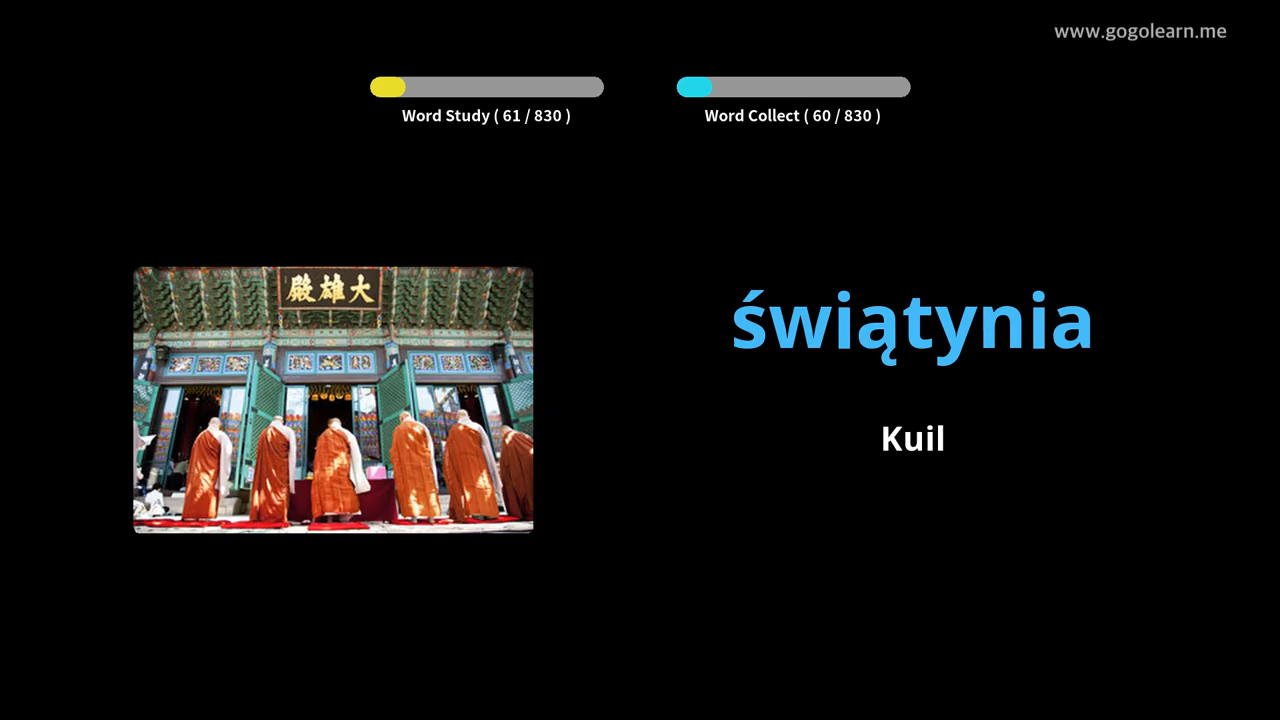 www.gogolearn.me
Word Study ( 61 / 830 )
Word Collect ( 60 / 830 )
殿雄大
świątynia
Kuil